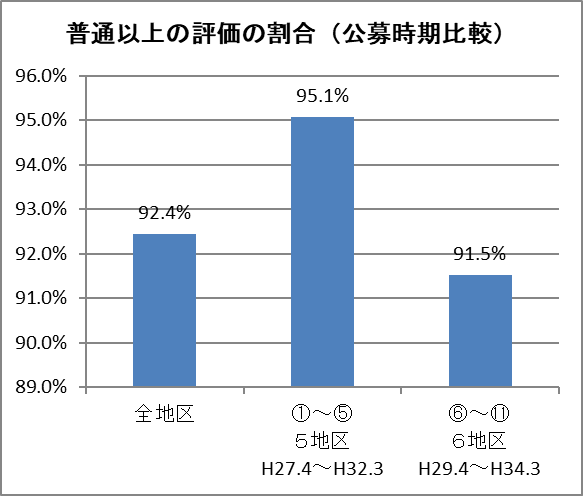 普通以上の評価の割合（公募時期比較）
96.0%
95.0%
94.0%
93.0%
92.0%
91.0%
90.0%
89.0%
92.4%
95.1%
91.5%
全地区
①～⑤
５地区
H27.4～H32.3
⑥～⑪
６地区
H29.4～H34.3